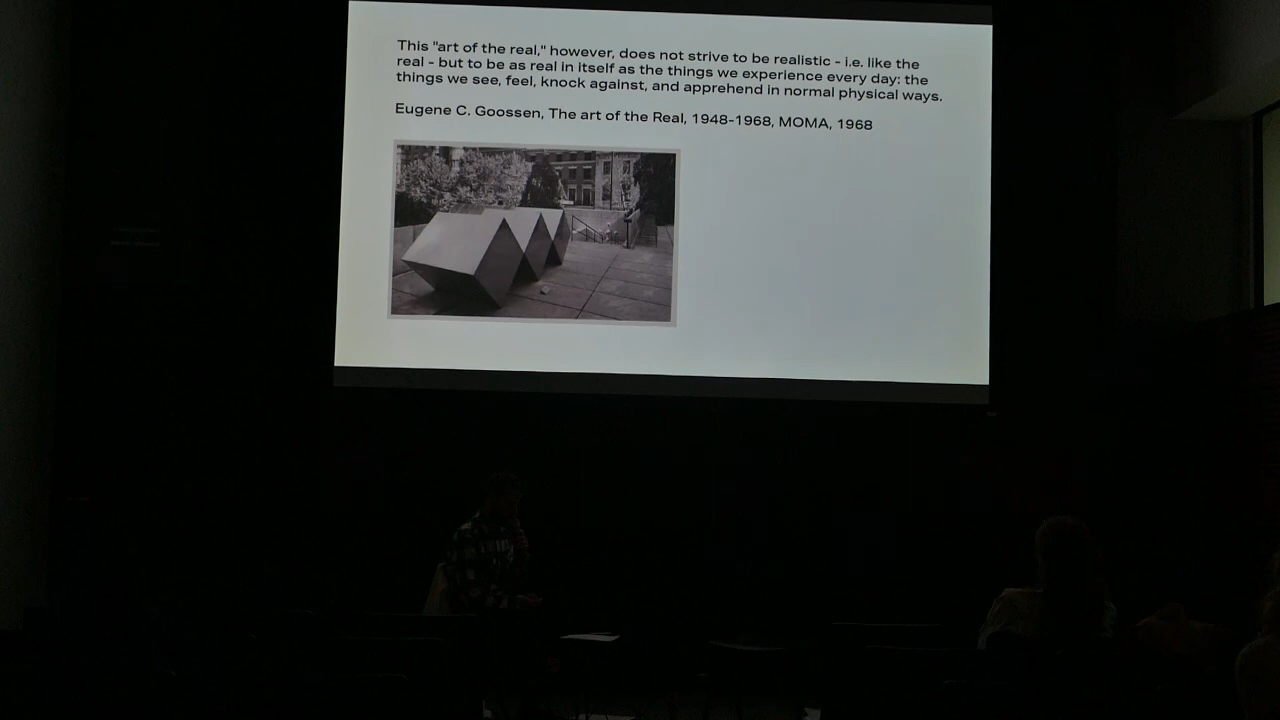 This "art of the real," however, does not strive to be realistic - i.e. like the
real - but to be as real in itself as the things we experience every day: the
things we see, feel, knock against, and apprehend in normal physical ways.
Eugene C. Goossen, The art of the Real, 1948-1968, MOMA, 1968